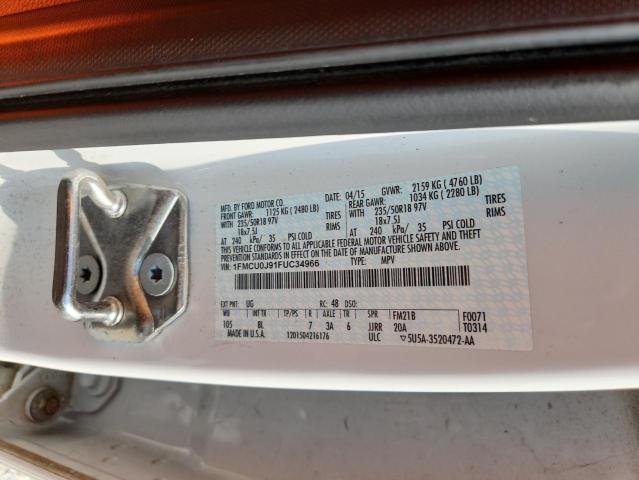 MFD. BY FORD MOTOR CO.
04/15 GVWR: 2159 KG ( 4760 LB)
FRONT GAWR: 1125 KG ( 2480 LB) REAR GAWR: 1034 KG ( 2280 LB)
WITH 235/50R18 97V TIRES WITH 235/50R18 97V TIRES
18x7.5J RIMS 18x7.5J RIMS
AT 240 kPa/ 35 PSI COLD AT 240 kPa/ 35 PSI COLD
THIS VEHICLE CONFORMS TO ALL APPLICABLE FEDERAL MOTOR VEHICLE SAFETY, BUMPER, AND
THEFT PREVENTION STANDARDS IN EFFECT ON THE DATE OF MANUFACTURE SHOWN
ABOVE.
VIN: 1FMCU0J91FUC34966
TYPE: MPV
EXT PNT: UG RC: 48 DSO:
WB INT TR TP/PS R AXLE TR SPR FM21B F0071
105 8L 7 3A 6 JJRR 20A T0314
MADE IN U.S.A. 1201504216176 ULC ▽5U5A-3520472-AA